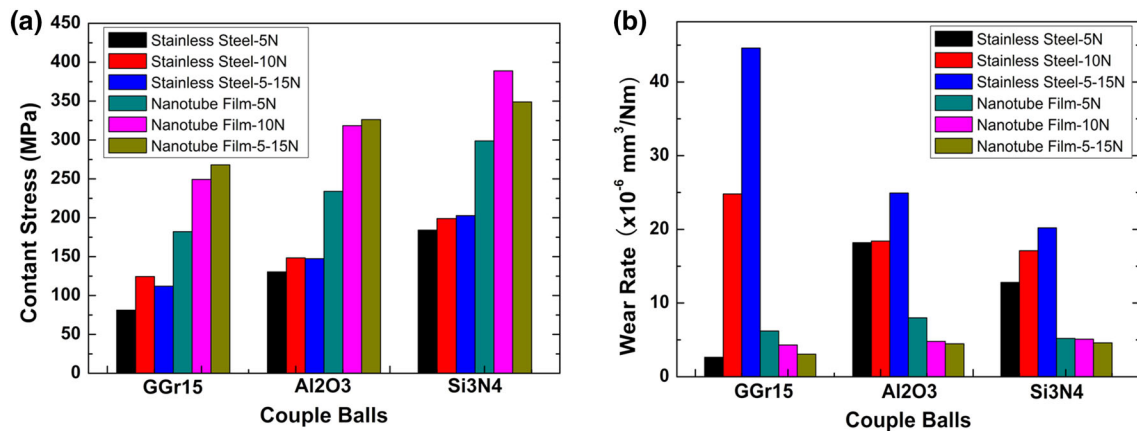 (a)
Contant Stress (MPa)
450
400
350
300
250
200
150
100
50
0
Stainless Steel-5N
Stainless Steel-10N
Stainless Steel-5-15N
Nanotube Film-5N
Nanotube Film-10N
Nanotube Film-5-15N
GGr15
Al2O3
Si3N4
Couple Balls
(b)
Wear Rate (x10⁻⁶ mm³/Nm)
40
30
20
10
0
Stainless Steel-5N
Stainless Steel-10N
Stainless Steel-5-15N
Nanotube Film-5N
Nanotube Film-10N
Nanotube Film-5-15N
GGr15
Al2O3
Si3N4
Couple Balls